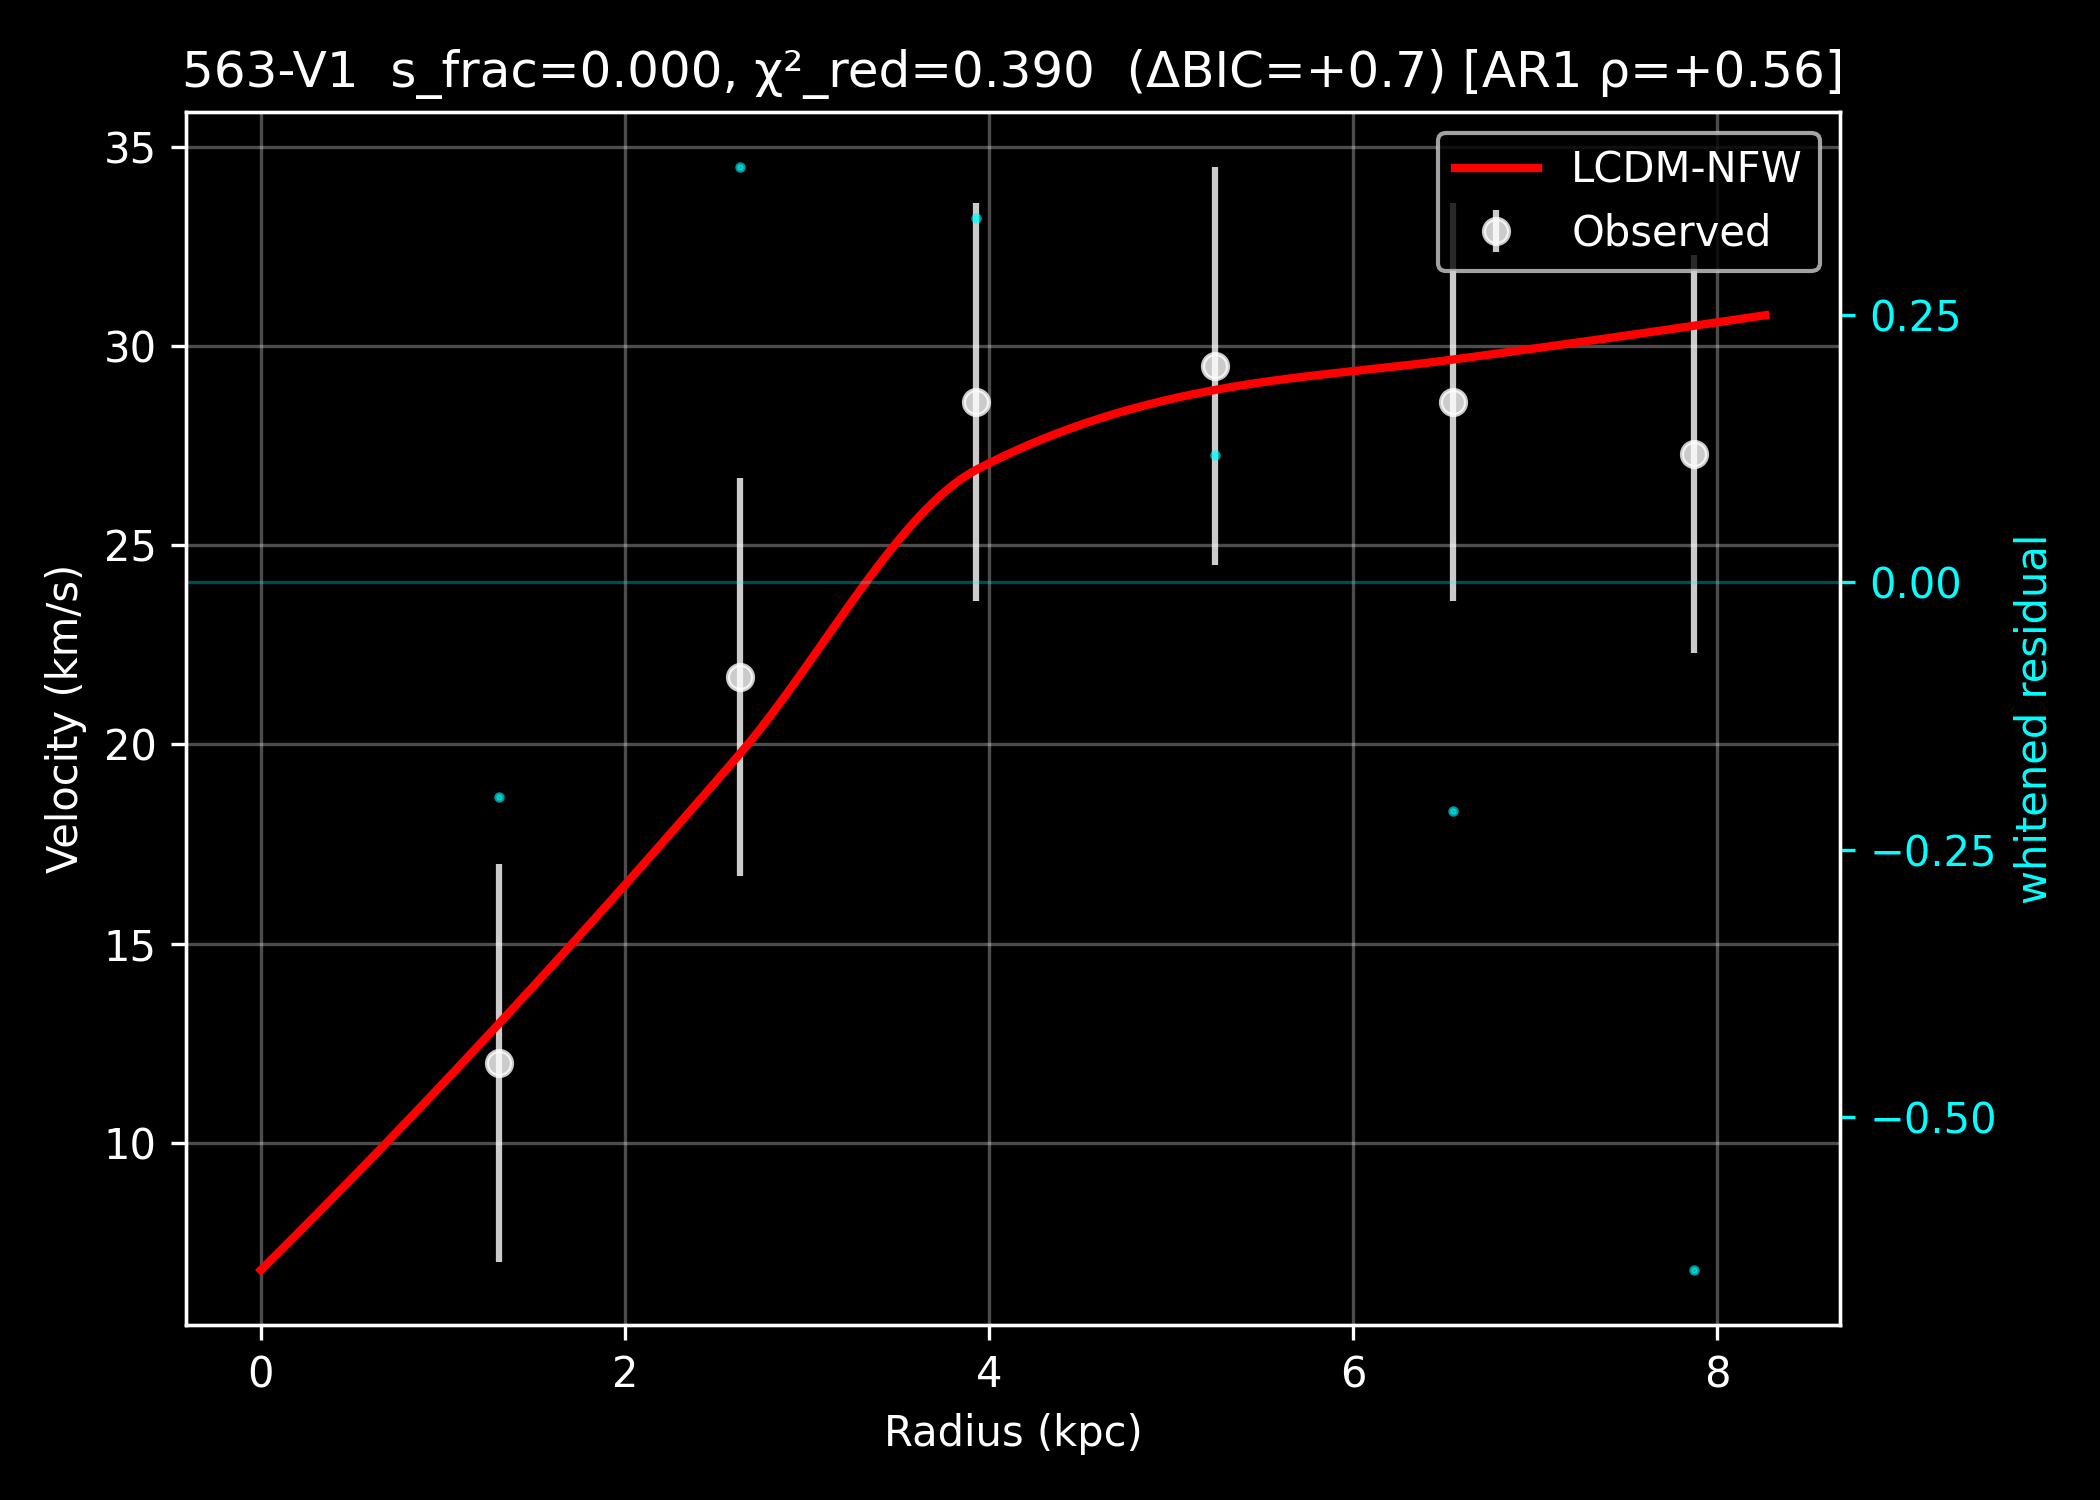 563-V1  s_frac=0.000, χ²_red=0.390  (ΔBIC=+0.7) [AR1 ρ=+0.56]
LCDM-NFW
Observed
Velocity (km/s)
35
30
25
20
15
10
0.25
0.00
−0.25
−0.50
whitened residual
0 2 4 6 8
Radius (kpc)